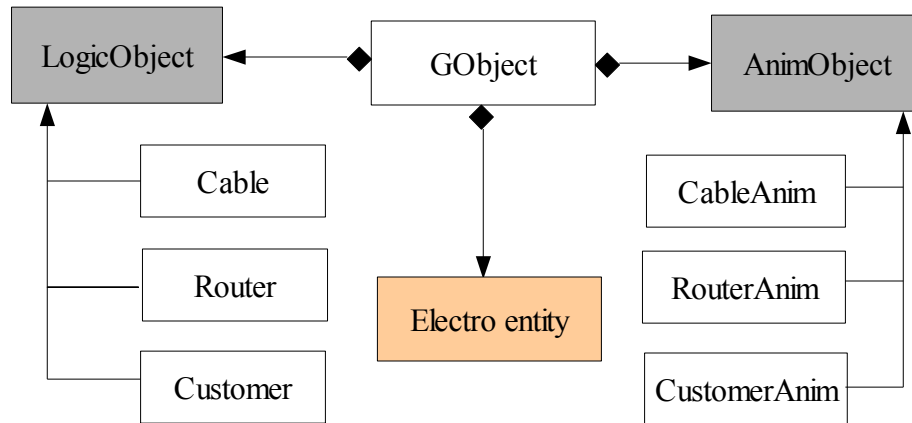 LogicObject
GObject
AnimObject
Cable
CableAnim
Router
RouterAnim
Electro entity
Customer
CustomerAnim